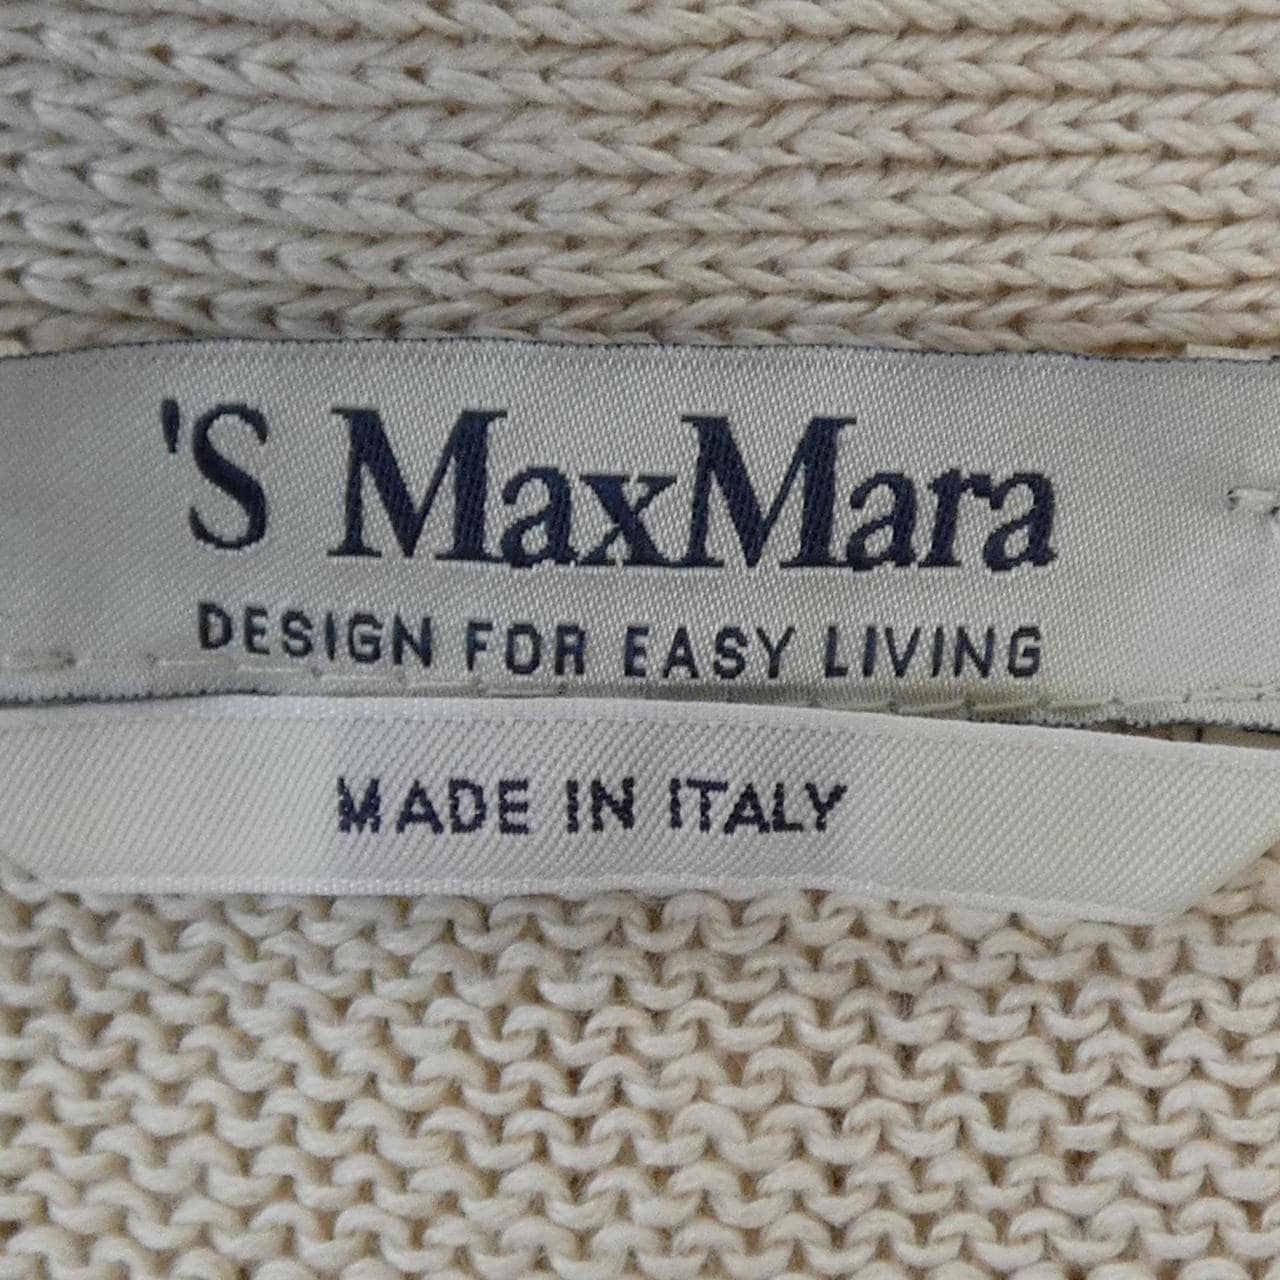 'S MaxMara
DESIGN FOR EASY LIVING
MADE IN ITALY